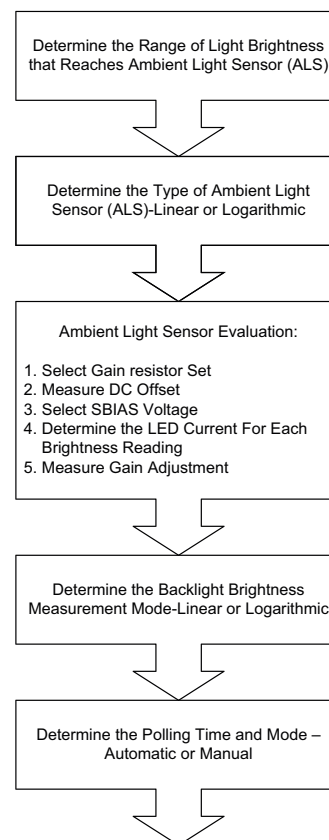 Determine the Range of Light Brightness
that Reaches Ambient Light Sensor (ALS)
Determine the Type of Ambient Light
Sensor (ALS)-Linear or Logarithmic
Ambient Light Sensor Evaluation:
1. Select Gain resistor Set
2. Measure DC Offset
3. Select SBIAS Voltage
4. Determine the LED Current For Each
Brightness Reading
5. Measure Gain Adjustment
Determine the Backlight Brightness
Measurement Mode-Linear or Logarithmic
Determine the Polling Time and Mode –
Automatic or Manual